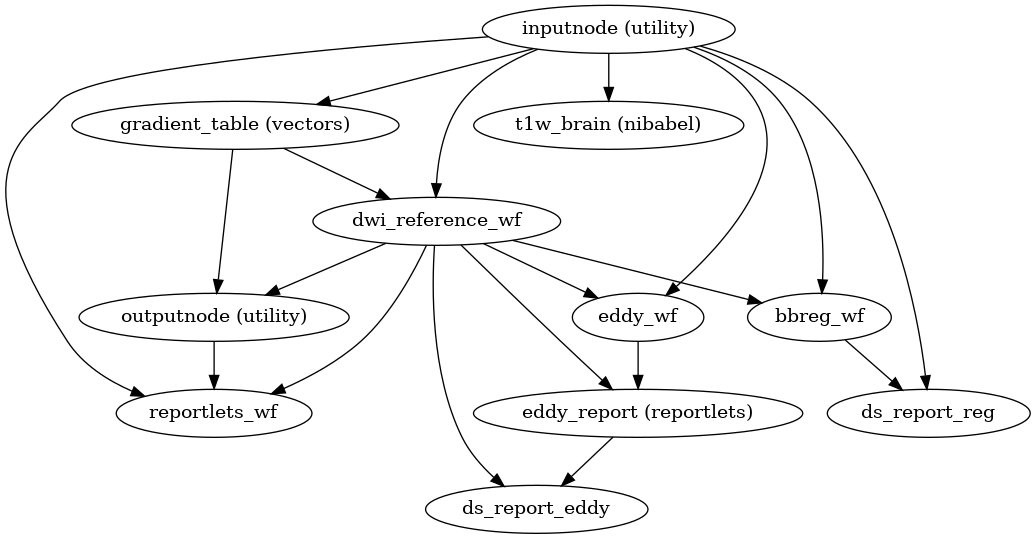 inputnode (utility)
gradient_table (vectors)
t1w_brain (nibabel)
dwi_reference_wf
outputnode (utility)
eddy_wf
bbreg_wf
reportlets_wf
eddy_report (reportlets)
ds_report_reg
ds_report_eddy